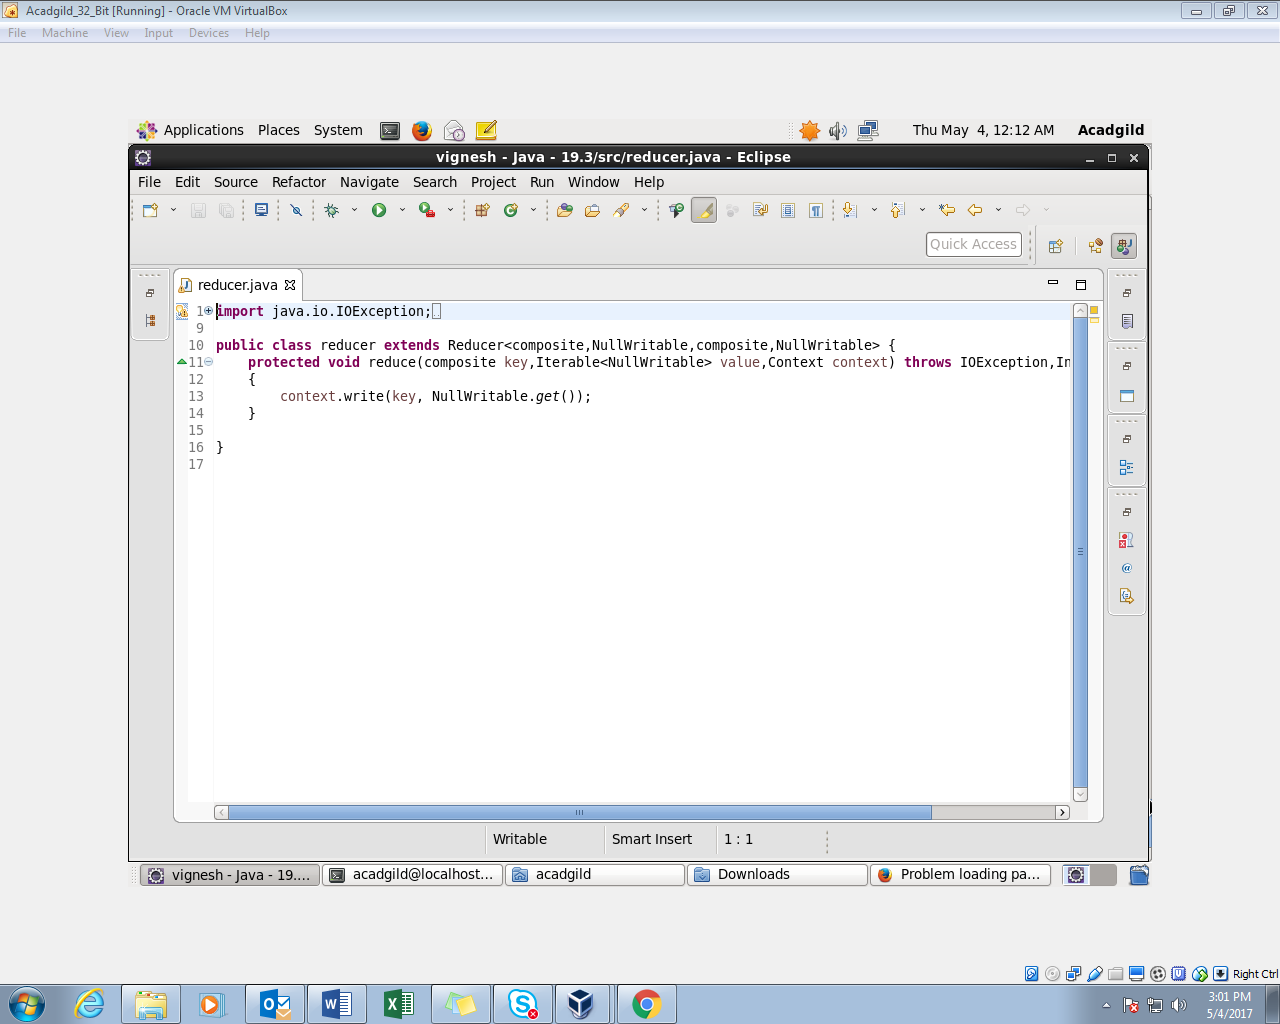 Acadgild_32_Bit [Running] - Oracle VM VirtualBox
File Machine View Input Devices Help
Applications Places System Thu May 4, 12:12 AM Acadgild
vignesh - Java - 19.3/src/reducer.java - Eclipse
File Edit Source Refactor Navigate Search Project Run Window Help
Quick Access
reducer.java
1 import java.io.IOException;
9
10 public class reducer extends Reducer<composite,NullWritable,composite,NullWritable> {
11 protected void reduce(composite key,Iterable<NullWritable> value,Context context) throws IOException,In
12 {
13 context.write(key, NullWritable.get());
14 }
15
16 }
17
Writable Smart Insert 1 : 1
vignesh - Java - 19.... acadgild@localhost... acadgild Downloads Problem loading pa...
Right Ctrl
3:01 PM
5/4/2017